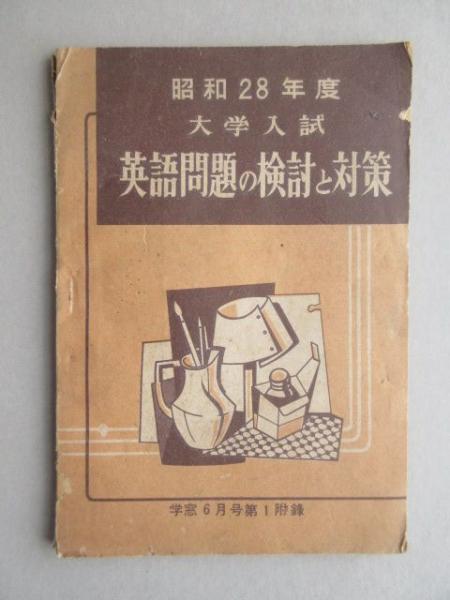 昭和28年度
大学入試
英語問題の検討と対策
学窓6月号第1附録